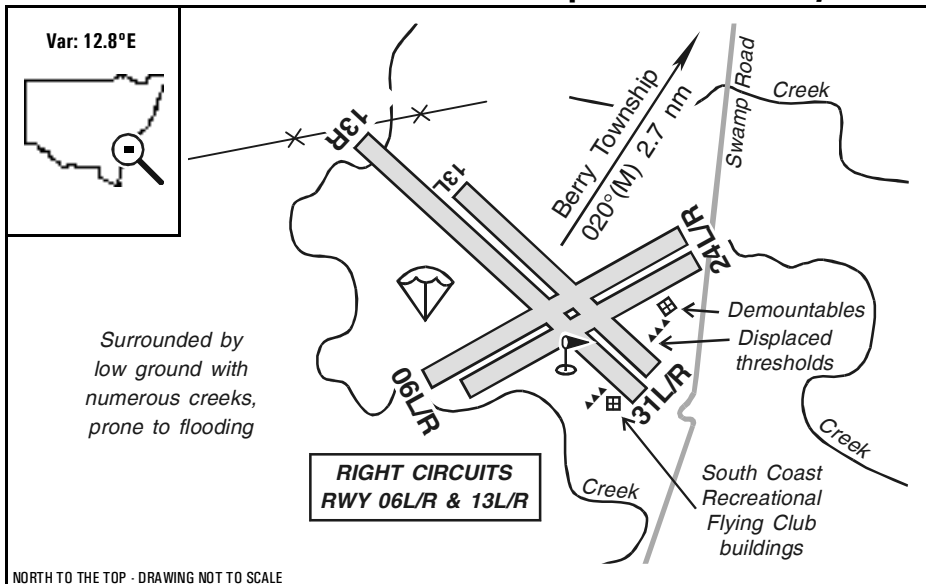 Var: 12.8ºE
13R
13L
Berry Township
020°(M) 2.7 nm
Swamp Road
Creek
24L/R
Demountables
Displaced
thresholds
Surrounded by
low ground with
numerous creeks,
prone to flooding
06L/R
31L/R
RIGHT CIRCUITS
RWY 06L/R & 13L/R
Creek
Creek
South Coast
Recreational
Flying Club
buildings
NORTH TO THE TOP - DRAWING NOT TO SCALE